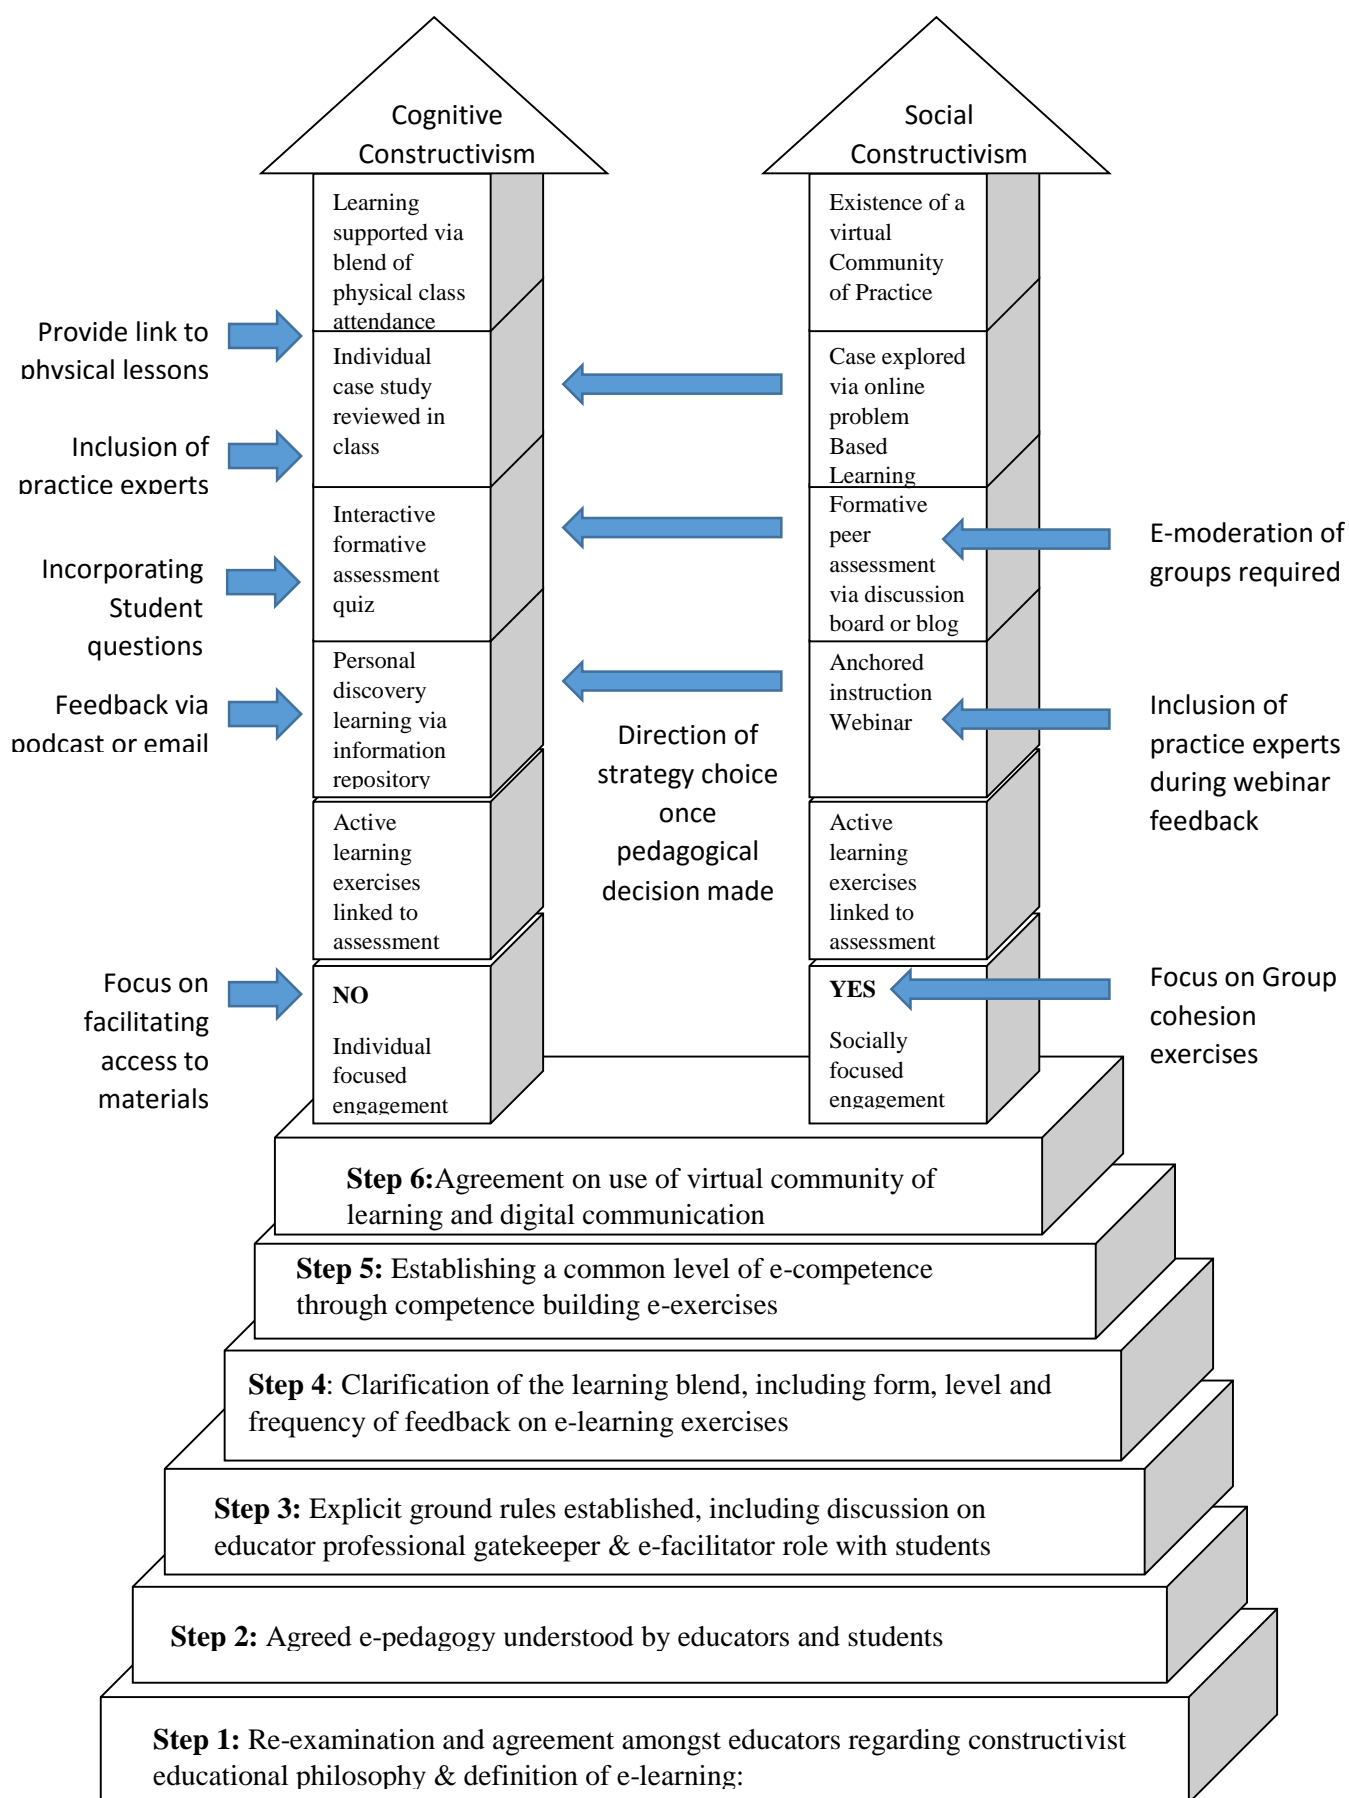 Cognitive
Constructivism
Social
Constructivism
Learning
supported via
blend of
physical class
attendance
Existence of a
virtual
Community
of Practice
Provide link to
physical lessons
Individual
case study
reviewed in
class
Case explored
via online
problem
Based
Learning
Inclusion of
practice experts
Interactive
formative
assessment
quiz
Formative
peer
assessment
via discussion
board or blog
E-moderation of
groups required
Incorporating
Student
questions
Personal
discovery
learning via
information
repository
Anchored
instruction
Webinar
Feedback via
podcast or email
Direction of
strategy choice
once
pedagogical
decision made
Inclusion of
practice experts
during webinar
feedback
Active
learning
exercises
linked to
assessment
Active
learning
exercises
linked to
assessment
Focus on
facilitating
access to
materials
NO
Individual
focused
engagement
YES
Socially
focused
engagement
Focus on Group
cohesion
exercises
Step 6:Agreement on use of virtual community of
learning and digital communication
Step 5: Establishing a common level of e-competence
through competence building e-exercises
Step 4: Clarification of the learning blend, including form, level and
frequency of feedback on e-learning exercises
Step 3: Explicit ground rules established, including discussion on
educator professional gatekeeper & e-facilitator role with students
Step 2: Agreed e-pedagogy understood by educators and students
Step 1: Re-examination and agreement amongst educators regarding constructivist
educational philosophy & definition of e-learning: